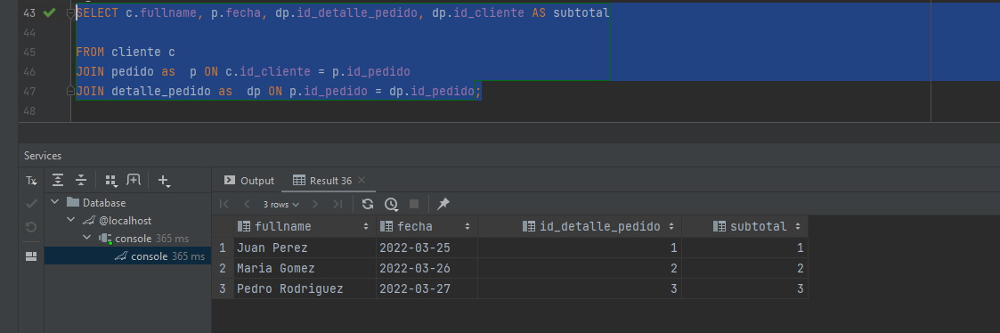 43 SELECT c.fullname, p.fecha, dp.id_detalle_pedido, dp.id_cliente AS subtotal
44
45 FROM cliente c
46 JOIN pedido as  p ON c.id_cliente = p.id_pedido
47 JOIN detalle_pedido as  dp ON p.id_pedido = dp.id_pedido;
48
Services
Tx
Output
Result 36
Database
3 rows
@localhost
fullname fecha id_detalle_pedido subtotal
console 365 ms
1 Juan Perez 2022-03-25 1 1
console 365 ms
2 Maria Gomez 2022-03-26 2 2
3 Pedro Rodriguez 2022-03-27 3 3